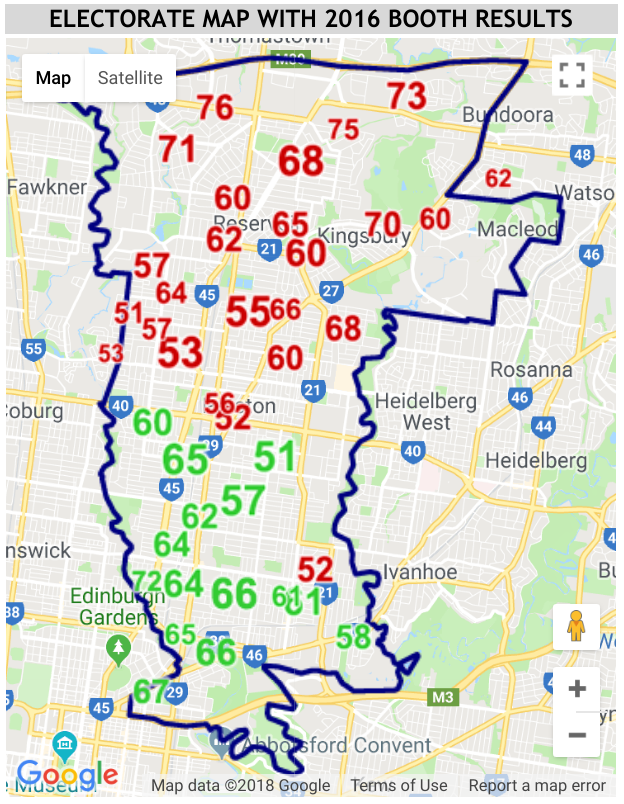 ELECTORATE MAP WITH 2016 BOOTH RESULTS
Thomastown
M80
Map Satellite
73
76
Bundoora
75
71
68
48
62
Fawkner
Watso
60
Reserv
65
70
60
Macleod
62
21
60
Kingsbury
46
57
64
45
27
51
55
66
57
68
55
53
53
60
Rosanna
21
46
56
ston
40
Heidelberg
West
oburg
52
60
44
29
40
65
51
Heidelberg
45
57
62
nswick
64
52
Ivanhoe
72
64
66
61
61
21
Bu
Edinburgh
Gardens
38
65
58
66
46
67
29
45
M3
Abbotsford Convent
Google
Museum
Map data ©2018 Google Terms of Use Report a map error